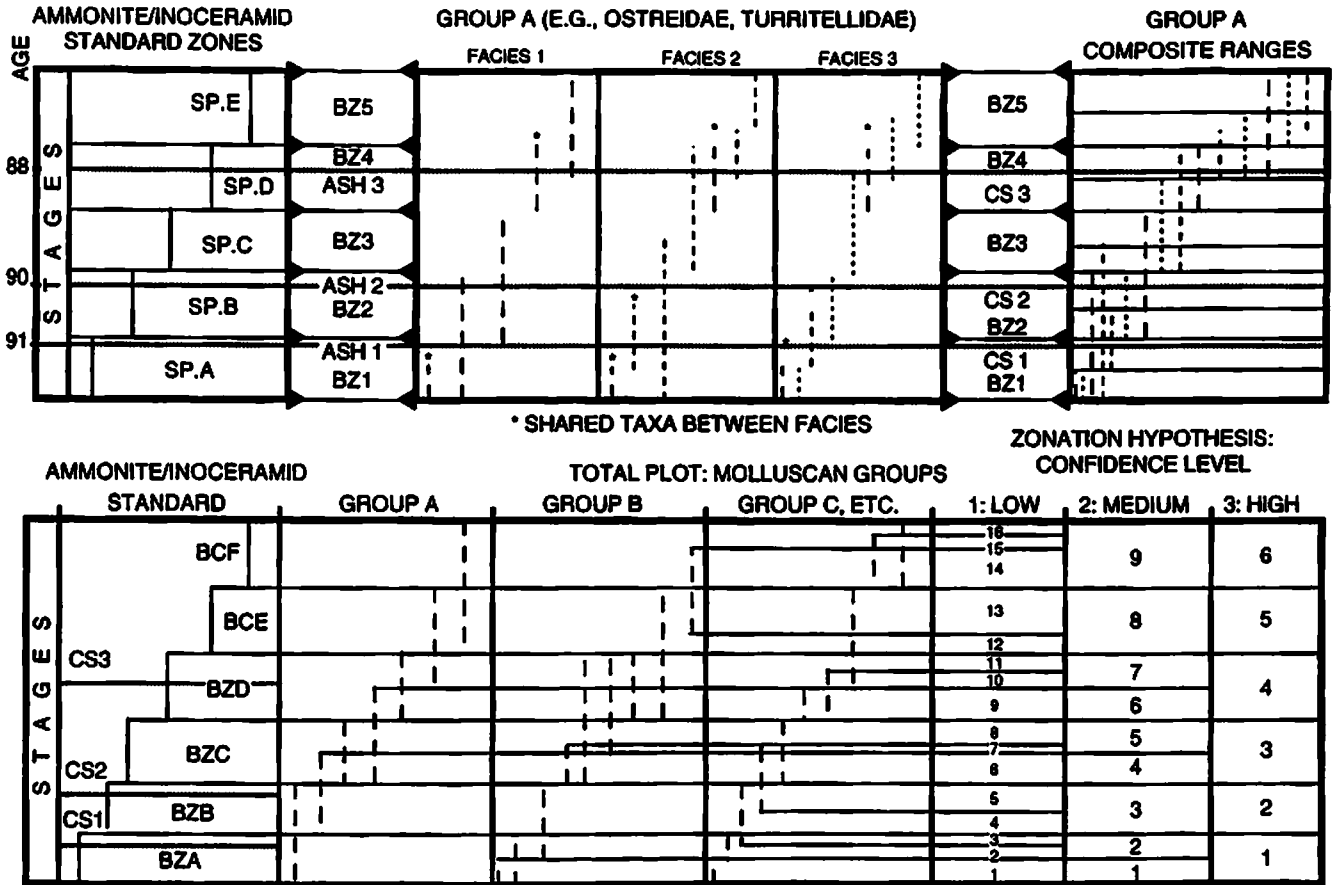 AMMONITE/INOCERAMID
STANDARD ZONES
GROUP A (E.G., OSTREIDAE, TURRITELLIDAE)
GROUP A
COMPOSITE RANGES
AGE
FACIES 1
FACIES 2
FACIES 3
STAGES
SP.E
BZ5
BZ5
BZ4
BZ4
88
SP.D
ASH 3
CS 3
SP.C
BZ3
BZ3
90
ASH 2
SP.B
BZ2
CS 2
BZ2
91
ASH 1
CS 1
SP.A
BZ1
BZ1
* SHARED TAXA BETWEEN FACIES
ZONATION HYPOTHESIS:
CONFIDENCE LEVEL
AMMONITE/INOCERAMID
STANDARD
TOTAL PLOT: MOLLUSCAN GROUPS
GROUP A
GROUP B
GROUP C, ETC.
1: LOW
2: MEDIUM
3: HIGH
STAGES
BCF
16
15
14
9
6
BCE
13
12
8
5
CS3
BZD
11
10
9
7
6
4
BZC
CS2
8
7
6
5
4
3
CS1
BZB
5
4
3
2
BZA
3
2
1
2
1
1